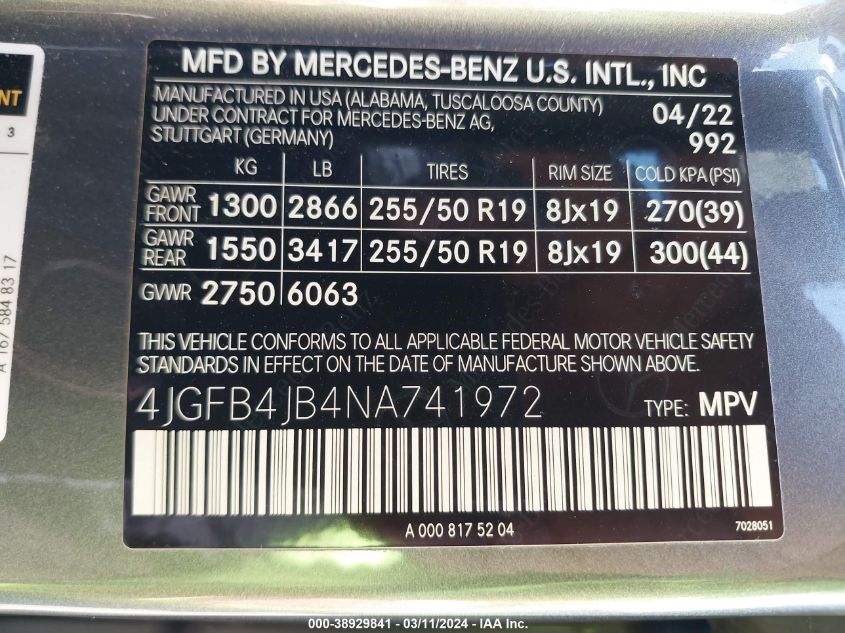 NT
3
A 167 584 83 17
MFD BY MERCEDES-BENZ U.S. INTL., INC
MANUFACTURED IN USA (ALABAMA, TUSCALOOSA COUNTY) 04/22
UNDER CONTRACT FOR MERCEDES-BENZ AG,
STUTTGART (GERMANY) 992
KG LB TIRES RIM SIZE COLD KPA (PSI)
GAWR FRONT 1300 2866 255/50 R19 8Jx19 270(39)
GAWR REAR 1550 3417 255/50 R19 8Jx19 300(44)
GVWR 2750 6063
THIS VEHICLE CONFORMS TO ALL APPLICABLE FEDERAL MOTOR VEHICLE SAFETY
STANDARDS IN EFFECT ON THE DATE OF MANUFACTURE SHOWN ABOVE.
4JGFB4JB4NA741972 TYPE: MPV
A 000 817 52 04 7028051
000-38929841 - 03/11/2024 - IAA Inc.